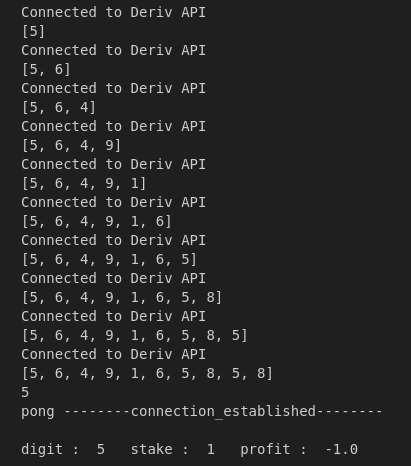 Connected to Deriv API
[5]
Connected to Deriv API
[5, 6]
Connected to Deriv API
[5, 6, 4]
Connected to Deriv API
[5, 6, 4, 9]
Connected to Deriv API
[5, 6, 4, 9, 1]
Connected to Deriv API
[5, 6, 4, 9, 1, 6]
Connected to Deriv API
[5, 6, 4, 9, 1, 6, 5]
Connected to Deriv API
[5, 6, 4, 9, 1, 6, 5, 8]
Connected to Deriv API
[5, 6, 4, 9, 1, 6, 5, 8, 5]
Connected to Deriv API
[5, 6, 4, 9, 1, 6, 5, 8, 5, 8]
5
pong --------connection_established--------
digit :  5   stake :  1   profit :  -1.0